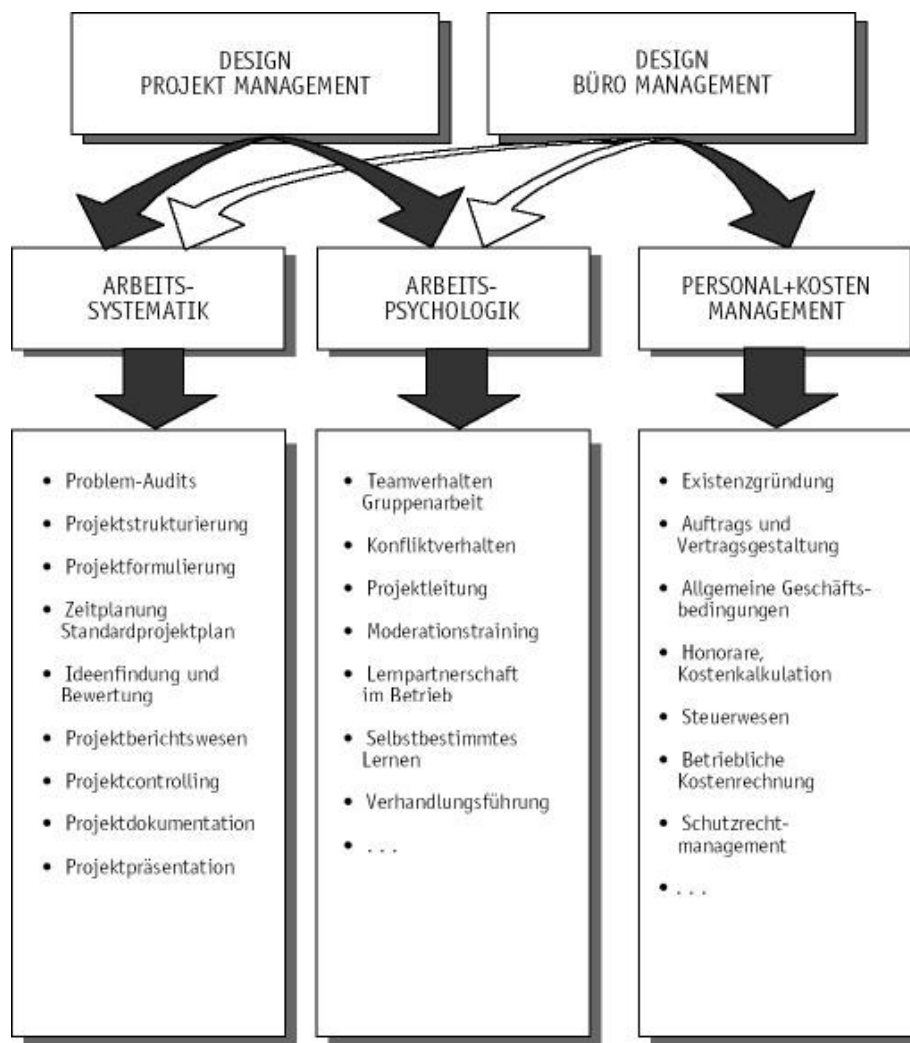 DESIGN
PROJEKT MANAGEMENT
DESIGN
BÜRO MANAGEMENT
ARBEITS-
SYSTEMATIK
ARBEITS-
PSYCHOLOGIK
PERSONAL+KOSTEN
MANAGEMENT
• Problem-Audits
• Projektstrukturierung
• Projektformulierung
• Zeitplanung
Standardprojektplan
• Ideenfindung und
Bewertung
• Projektberichtswesen
• Projektcontrolling
• Projektdokumentation
• Projektpräsentation
• Teamverhalten
Gruppenarbeit
• Konfliktverhalten
• Projektleitung
• Moderationstraining
• Lernpartnerschaft
im Betrieb
• Selbstbestimmtes
Lernen
• Verhandlungsführung
• . . .
• Existenzgründung
• Auftrags und
Vertragsgestaltung
• Allgemeine Geschäfts-
bedingungen
• Honorare,
Kostenkalkulation
• Steuerwesen
• Betriebliche
Kostenrechnung
• Schutzrecht-
management
• . . .